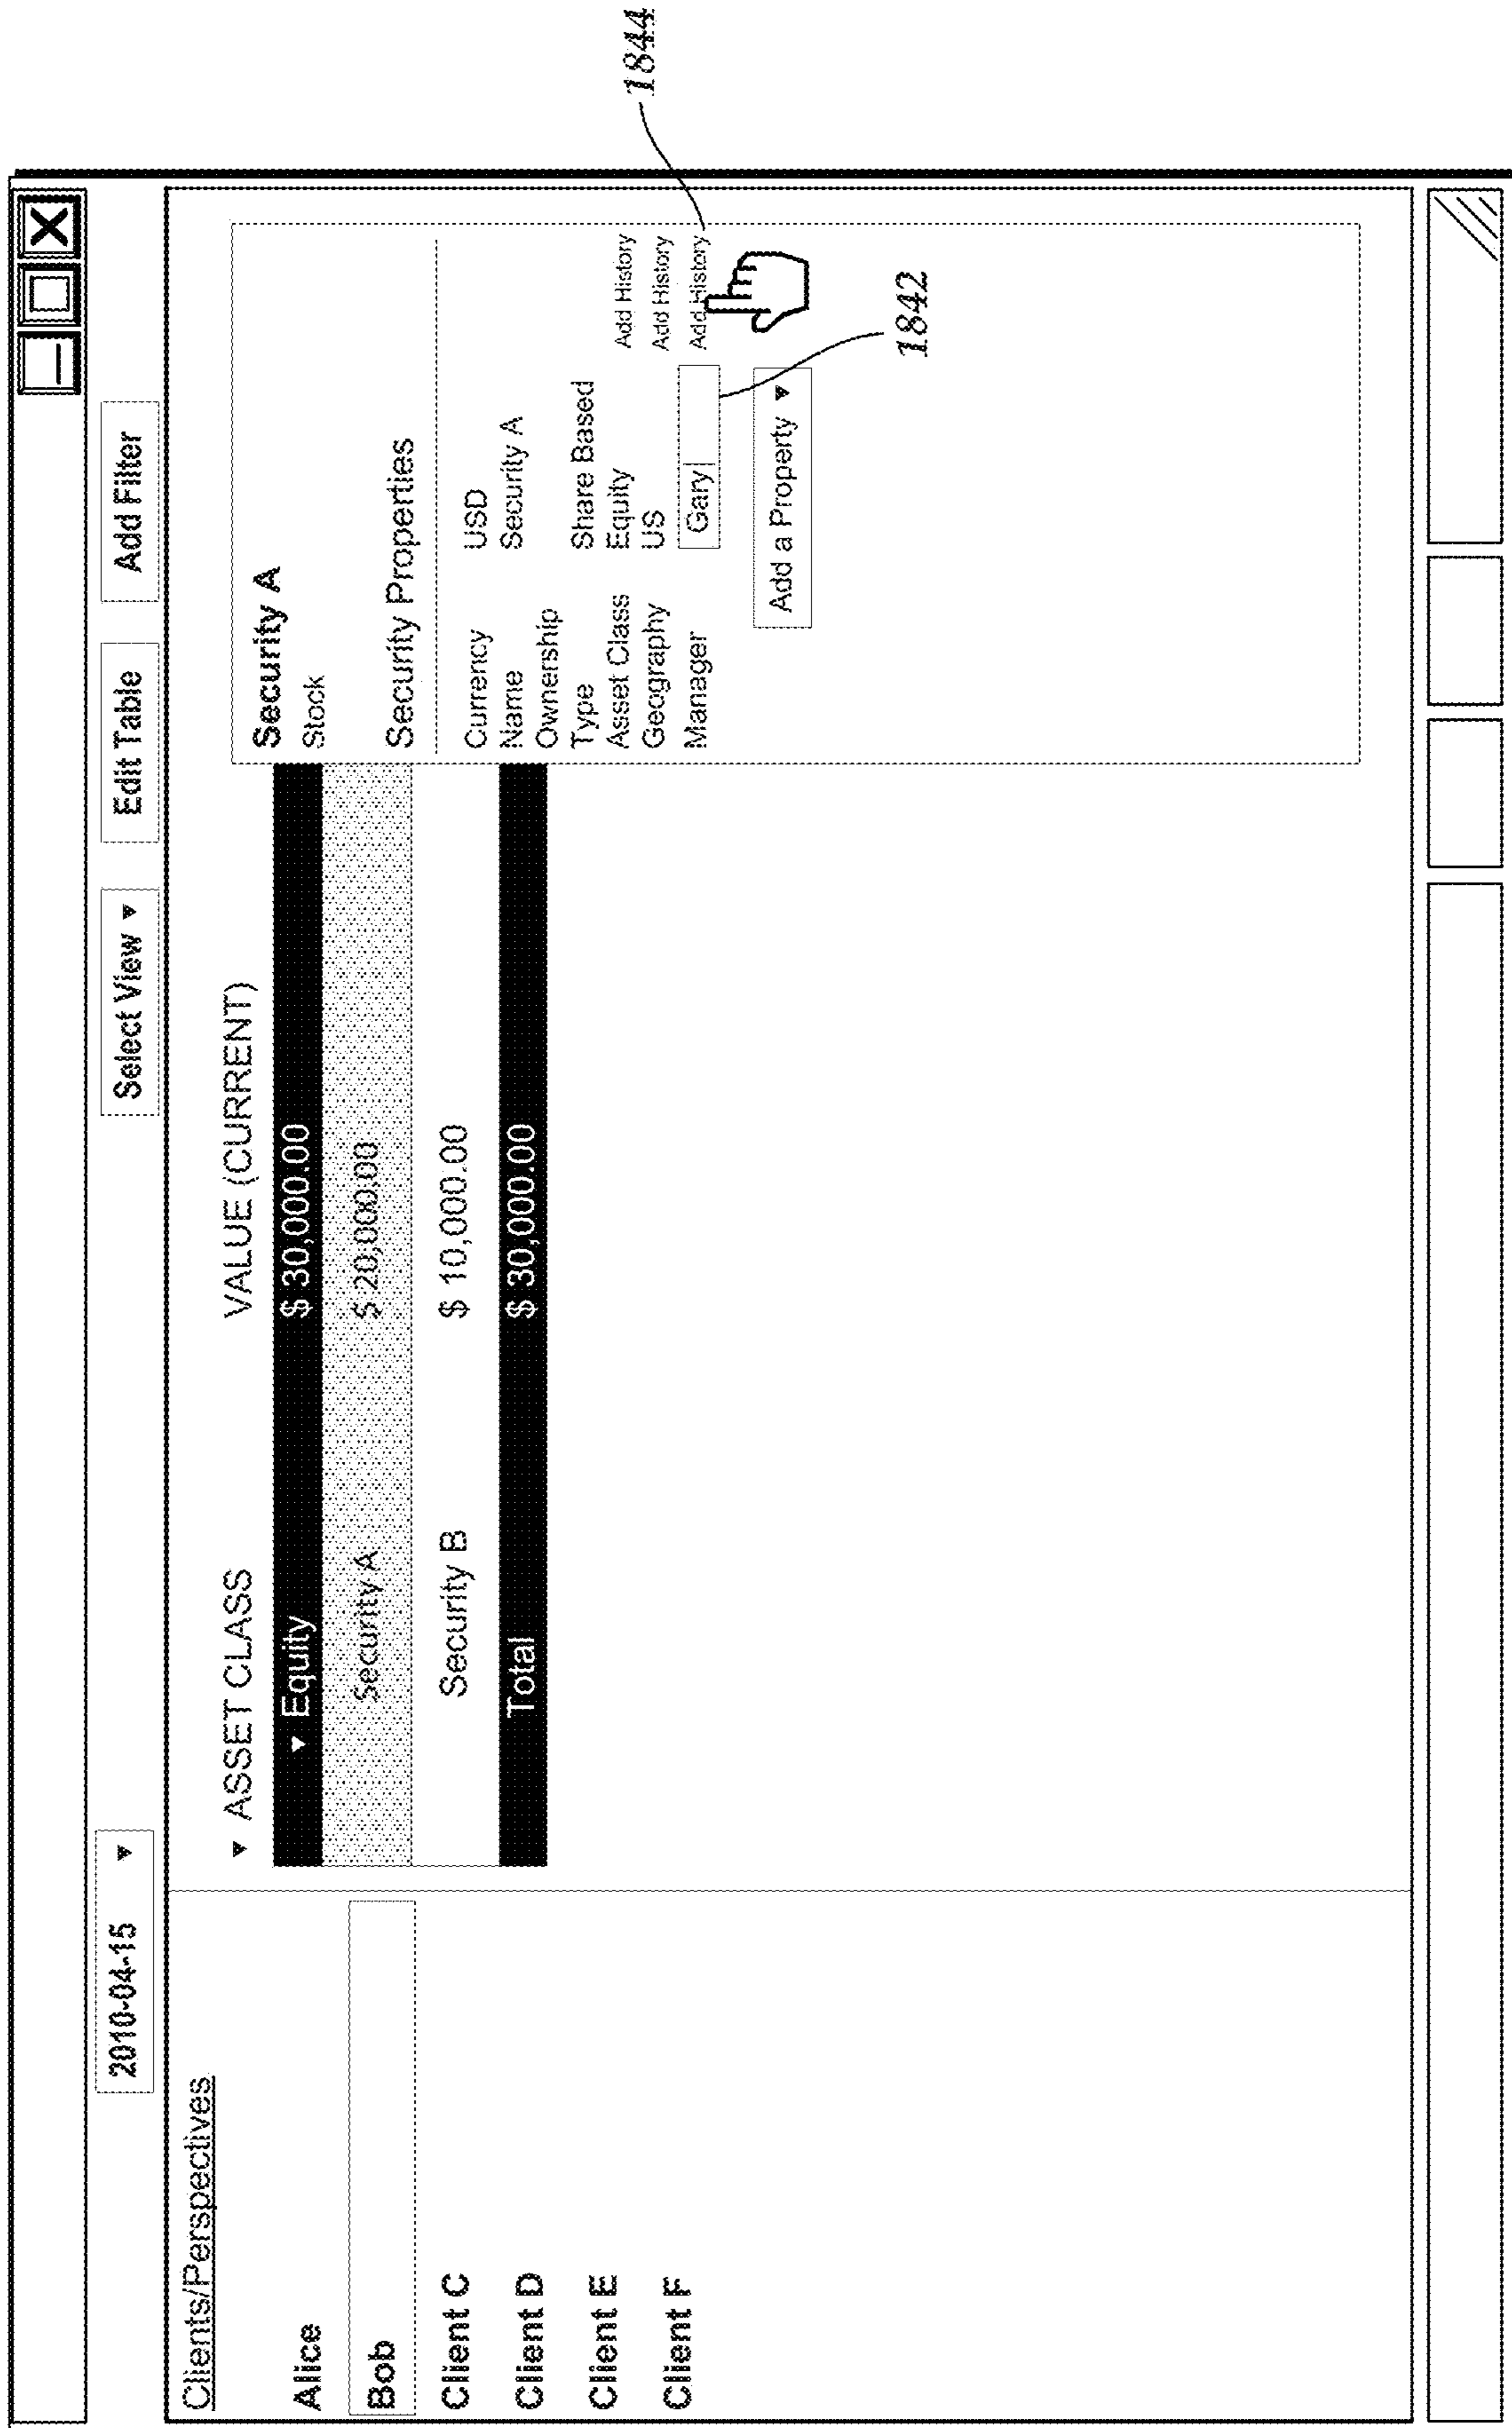 2010-04-15 ▼ Select View ▼ Edit Table Add Filter
Clients/Perspectives
Alice
Bob
Client C
Client D
Client E
Client F
▼ ASSET CLASS VALUE (CURRENT)
▼ Equity $ 30,000.00
Security A $ 20,000.00
Security B $ 10,000.00
Total $ 30,000.00
Security A
Stock
Security Properties
Currency USD
Name Security A
Ownership
Type Share Based
Asset Class Equity Add History
Geography US Add History
Manager Gary Add History
Add a Property ▼
1842
1844